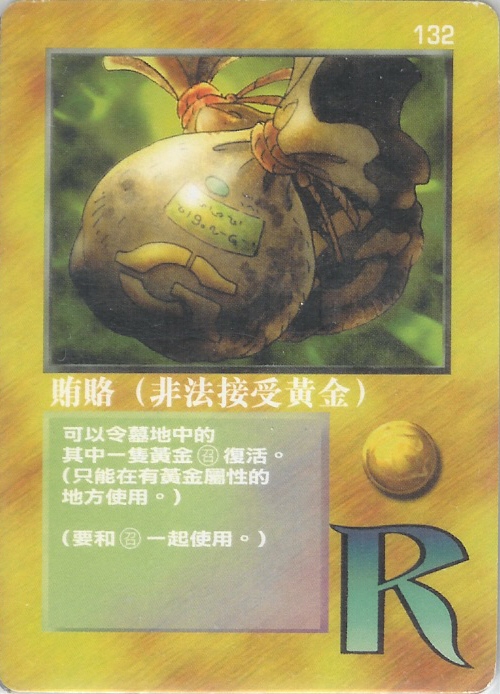 132
賄賂（非法接受黃金）
可以令墓地中的
其中一隻黃金㊂復活。
(只能在有黃金屬性的
地方使用。)
(要和㊂一起使用。)
R